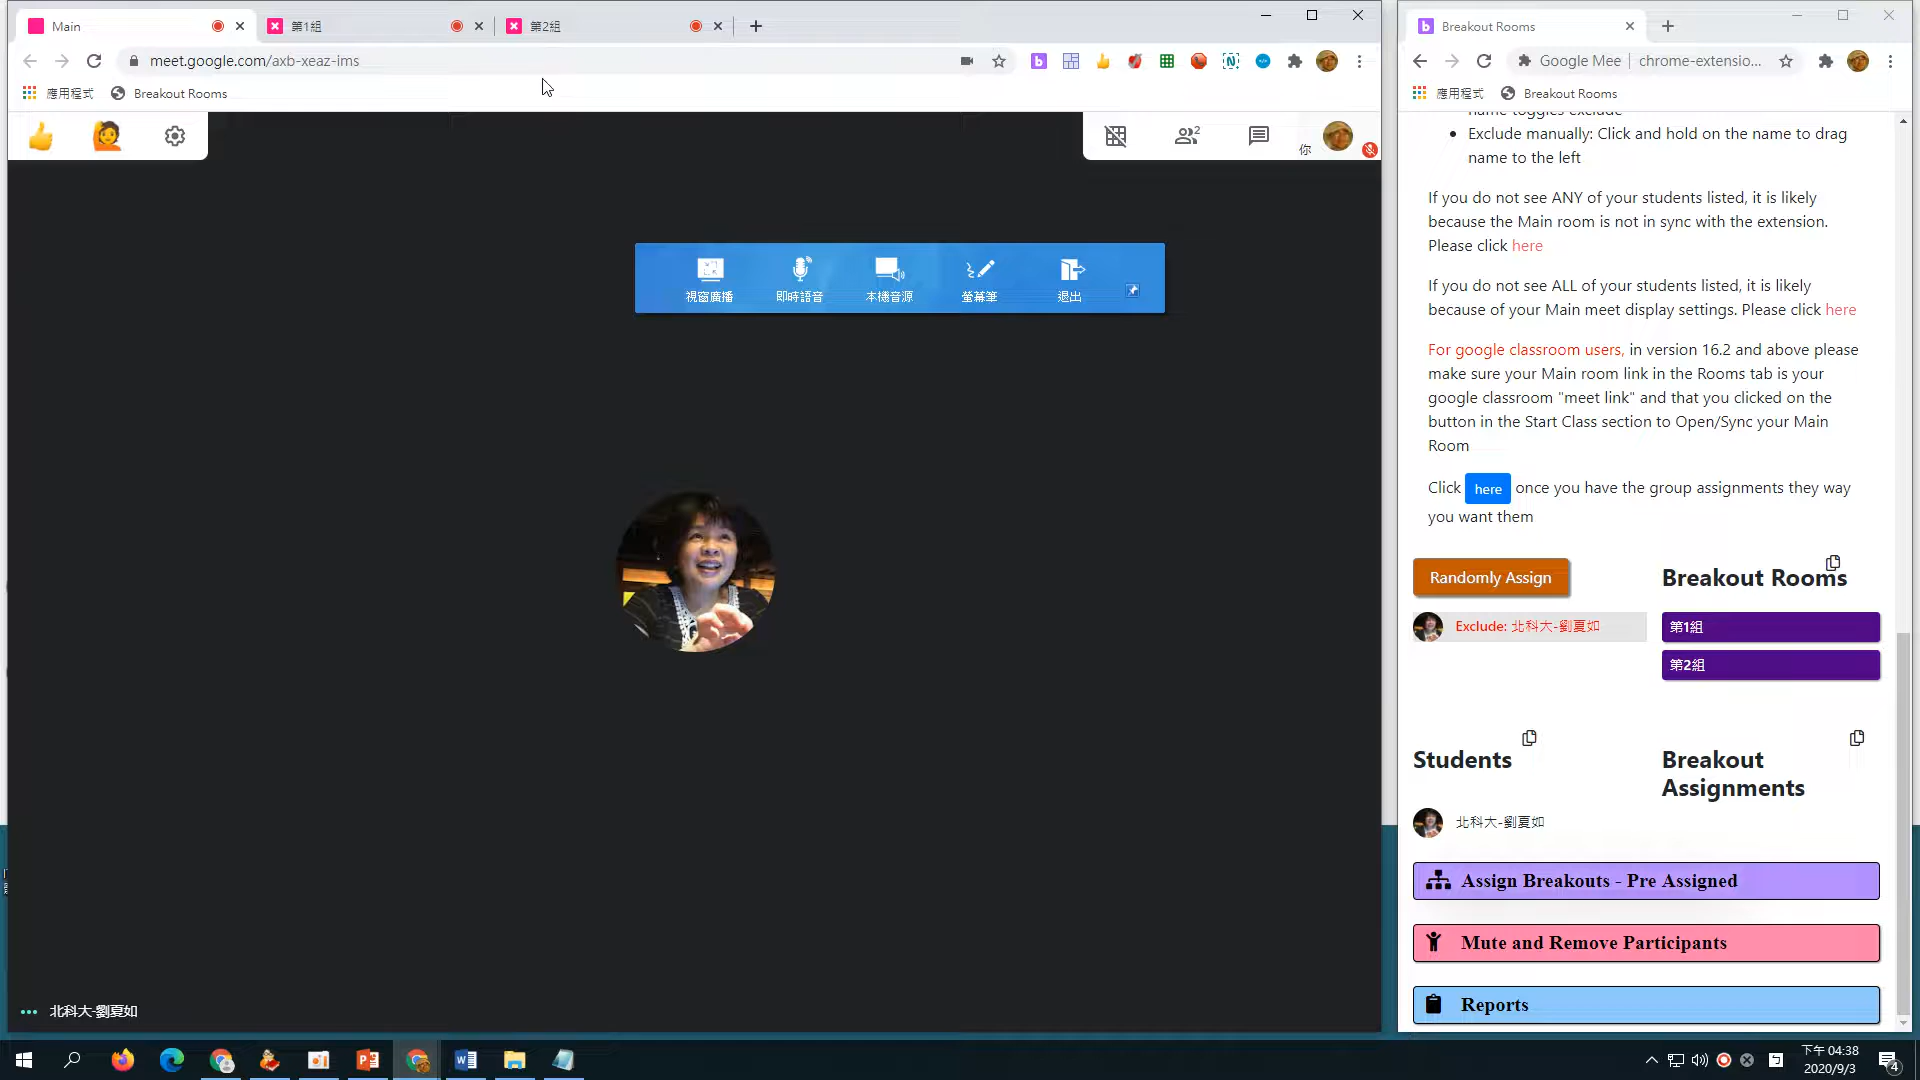 Main
第1組
第2組
meet.google.com/axb-xeaz-ims
應用程式
Breakout Rooms
2
你
視窗廣播
即時語音
本機音源
螢幕筆
退出
北科大-劉夏如
Breakout Rooms
Google Mee
chrome-extensio...
應用程式
Breakout Rooms
name toggles exclude
Exclude manually: Click and hold on the name to drag
name to the left
If you do not see ANY of your students listed, it is likely
because the Main room is not in sync with the extension.
Please click here
If you do not see ALL of your students listed, it is likely
because of your Main meet display settings. Please click here
For google classroom users, in version 16.2 and above please
make sure your Main room link in the Rooms tab is your
google classroom "meet link" and that you clicked on the
button in the Start Class section to Open/Sync your Main
Room
Click here once you have the group assignments they way
you want them
Randomly Assign
Breakout Rooms
Exclude: 北科大-劉夏如
第1組
第2組
Students
Breakout
Assignments
北科大-劉夏如
Assign Breakouts - Pre Assigned
Mute and Remove Participants
Reports
下午 04:38
2020/9/3
4